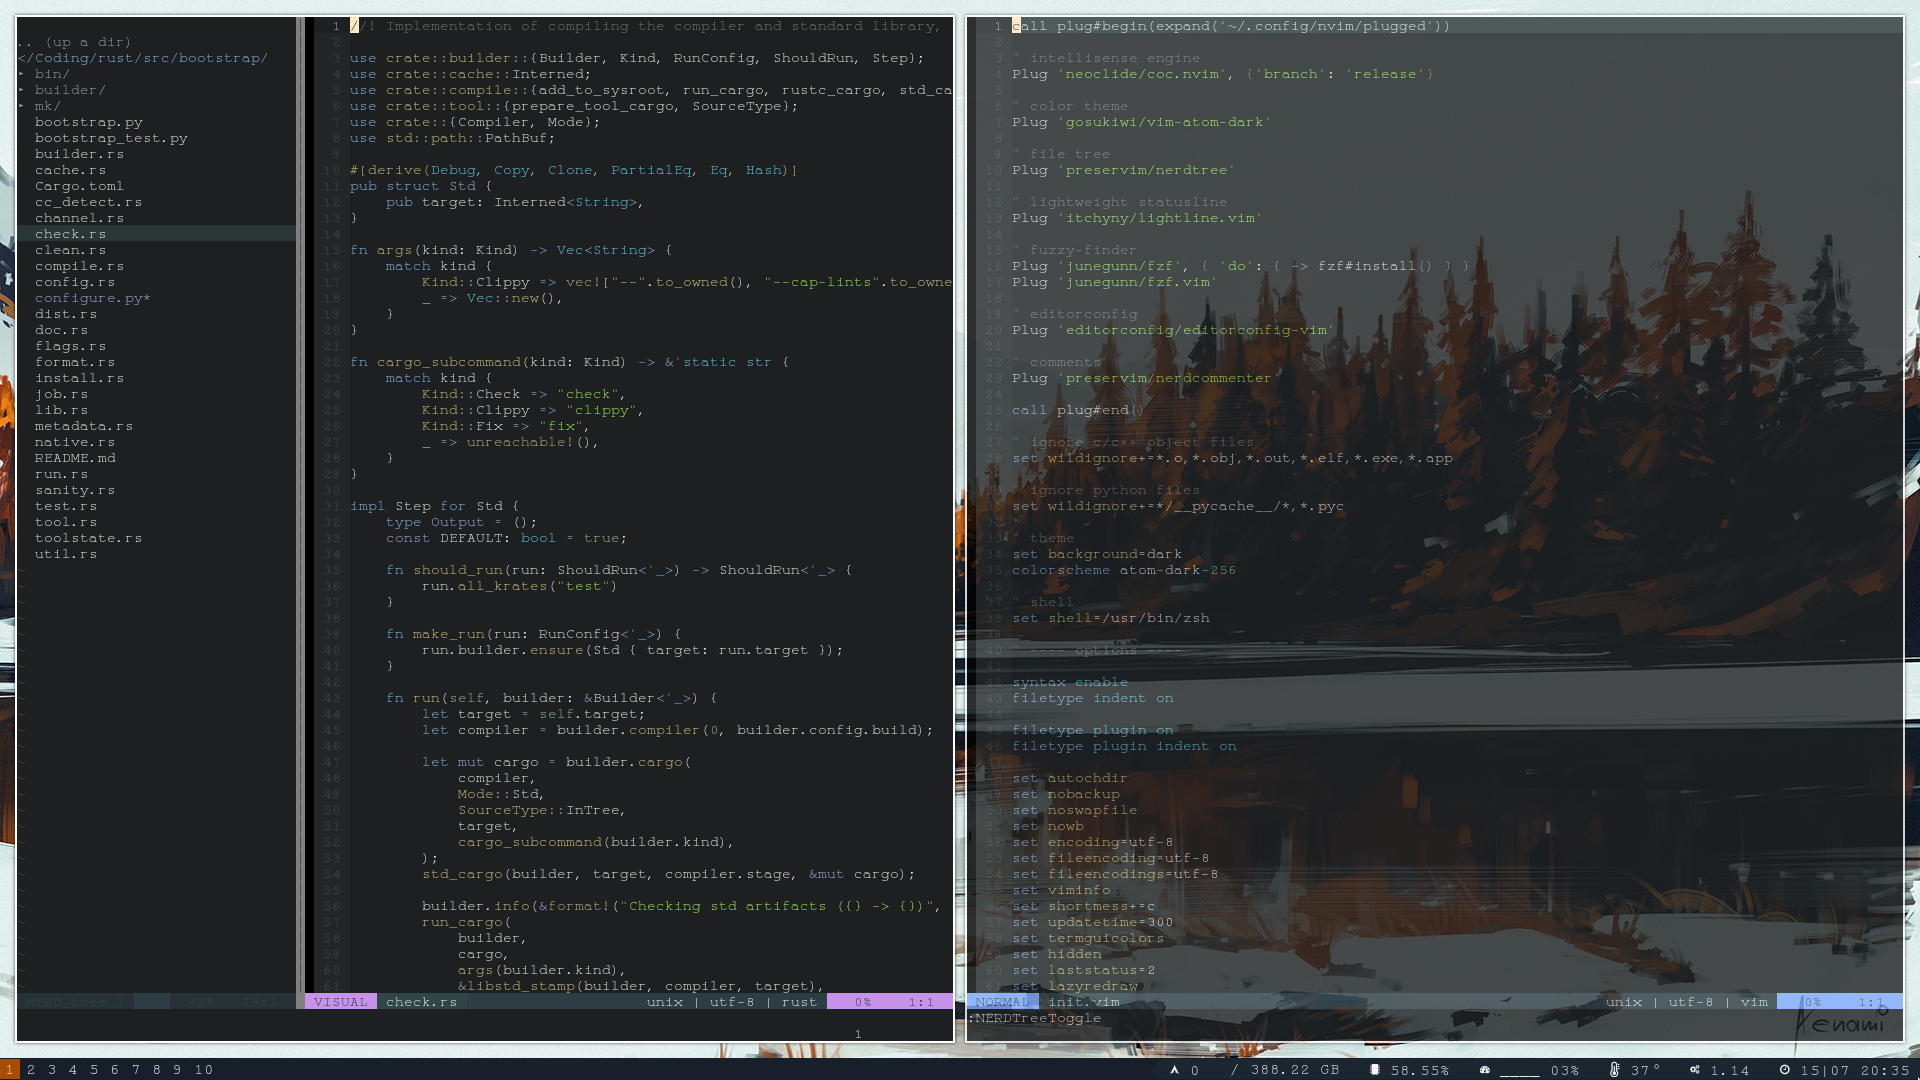 .. (up a dir)
</Coding/rust/src/bootstrap/
▸ bin/
▸ builder/
▸ mk/
bootstrap.py
bootstrap_test.py
builder.rs
cache.rs
Cargo.toml
cc_detect.rs
channel.rs
check.rs
clean.rs
compile.rs
config.rs
configure.py*
dist.rs
doc.rs
flags.rs
format.rs
install.rs
job.rs
lib.rs
metadata.rs
native.rs
README.md
run.rs
sanity.rs
test.rs
tool.rs
toolstate.rs
util.rs
NERD_tree_1 42% 13:1
1 //! Implementation of compiling the compiler and standard library,
2
3 use crate::builder::{Builder, Kind, RunConfig, ShouldRun, Step};
4 use crate::cache::Interned;
5 use crate::compile::{add_to_sysroot, run_cargo, rustc_cargo, std_ca
6 use crate::tool::{prepare_tool_cargo, SourceType};
7 use crate::{Compiler, Mode};
8 use std::path::PathBuf;
9
10 #[derive(Debug, Copy, Clone, PartialEq, Eq, Hash)]
11 pub struct Std {
12     pub target: Interned<String>,
13 }
14
15 fn args(kind: Kind) -> Vec<String> {
16     match kind {
17         Kind::Clippy => vec!["--".to_owned(), "--cap-lints".to_owne
18         _ => Vec::new(),
19     }
20 }
21
22 fn cargo_subcommand(kind: Kind) -> &'static str {
23     match kind {
24         Kind::Check => "check",
25         Kind::Clippy => "clippy",
26         Kind::Fix => "fix",
27         _ => unreachable!(),
28     }
29 }
30
31 impl Step for Std {
32     type Output = ();
33     const DEFAULT: bool = true;
34
35     fn should_run(run: ShouldRun<'_>) -> ShouldRun<'_> {
36         run.all_krates("test")
37     }
38
39     fn make_run(run: RunConfig<'_>) {
40         run.builder.ensure(Std { target: run.target });
41     }
42
43     fn run(self, builder: &Builder<'_>) {
44         let target = self.target;
45         let compiler = builder.compiler(0, builder.config.build);
46
47         let mut cargo = builder.cargo(
48             compiler,
49             Mode::Std,
50             SourceType::InTree,
51             target,
52             cargo_subcommand(builder.kind),
53         );
54         std_cargo(builder, target, compiler.stage, &mut cargo);
55
56         builder.info(&format!("Checking std artifacts ({} -> {})",
57         run_cargo(
58             builder,
59             cargo,
60             args(builder.kind),
61             &libstd_stamp(builder, compiler, target),
VISUAL check.rs unix | utf-8 | rust 0% 1:1
1
1 call plug#begin(expand('~/.config/nvim/plugged'))
2
3 " intellisense engine
4 Plug 'neoclide/coc.nvim', {'branch': 'release'}
5
6 " color theme
7 Plug 'gosukiwi/vim-atom-dark'
8
9 " file tree
10 Plug 'preservim/nerdtree'
11
12 " lightweight statusline
13 Plug 'itchyny/lightline.vim'
14
15 " fuzzy-finder
16 Plug 'junegunn/fzf', { 'do': { -> fzf#install() } }
17 Plug 'junegunn/fzf.vim'
18
19 " editorconfig
20 Plug 'editorconfig/editorconfig-vim'
21
22 " comments
23 Plug 'preservim/nerdcommenter'
24
25 call plug#end()
26
27 " ignore c/c++ object files
28 set wildignore+=*.o,*.obj,*.out,*.elf,*.exe,*.app
29
30 " ignore python files
31 set wildignore+=*/__pycache__/*,*.pyc
32
33 " theme
34 set background=dark
35 colorscheme atom-dark-256
36
37 " shell
38 set shell=/usr/bin/zsh
39
40 " ---- options ----
41
42 syntax enable
43 filetype indent on
44
45 filetype plugin on
46 filetype plugin indent on
47
48 set autochdir
49 set nobackup
50 set noswapfile
51 set nowb
52 set encoding=utf-8
53 set fileencoding=utf-8
54 set fileencodings=utf-8
55 set viminfo
56 set shortmess+=c
57 set updatetime=300
58 set termguicolors
59 set hidden
60 set laststatus=2
61 set lazyredraw
NORMAL init.vim unix | utf-8 | vim 0% 1:1
:NERDTreeToggle
enami
1 2 3 4 5 6 7 8 9 10
0 / 388.22 GB 58.55% ____ 03% 37° 1.14 15|07 20:35